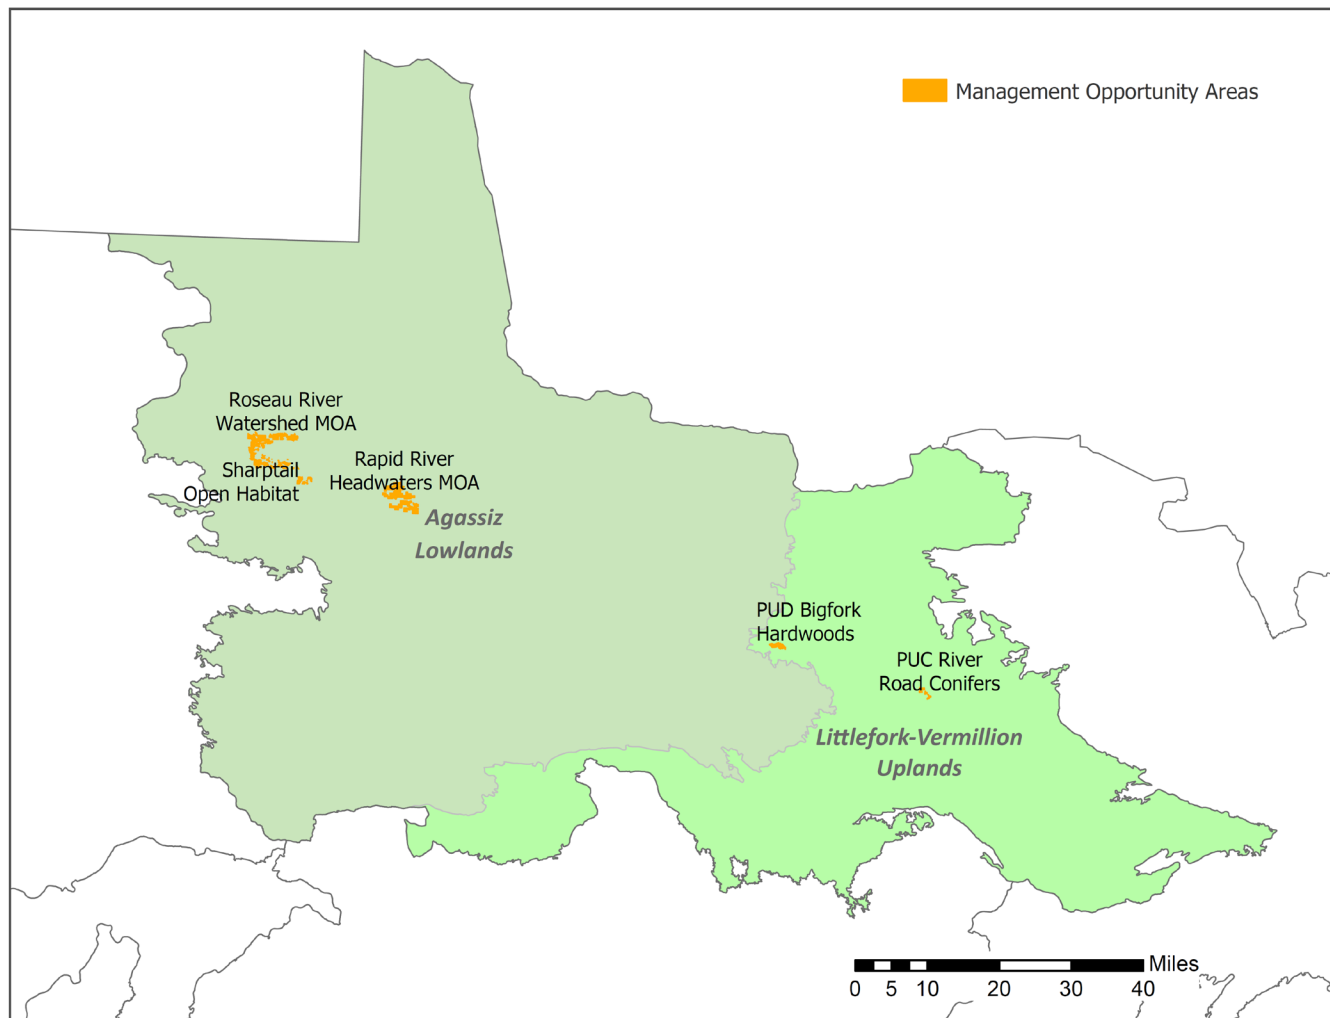 Management Opportunity Areas
Roseau River
Watershed MOA
Sharptail
Open Habitat
Rapid River
Headwaters MOA
Agassiz
Lowlands
PUD Bigfork
Hardwoods
PUC River
Road Conifers
Littlefork-Vermillion
Uplands
Miles
0 5 10 20 30 40